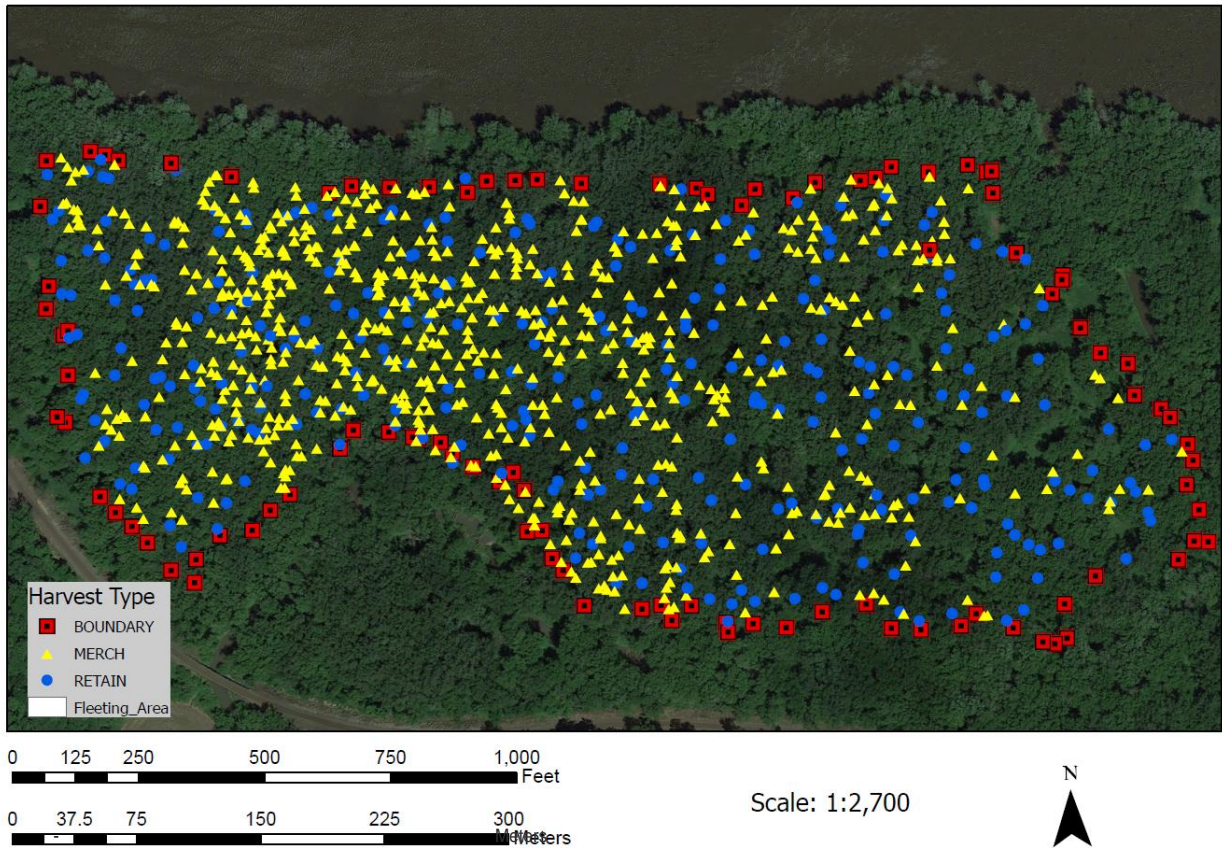 Harvest Type
BOUNDARY
MERCH
RETAIN
Fleeting_Area
0 125 250 500 750 1,000
Feet
0 37.5 75 150 225 300
Meters
Scale: 1:2,700
N